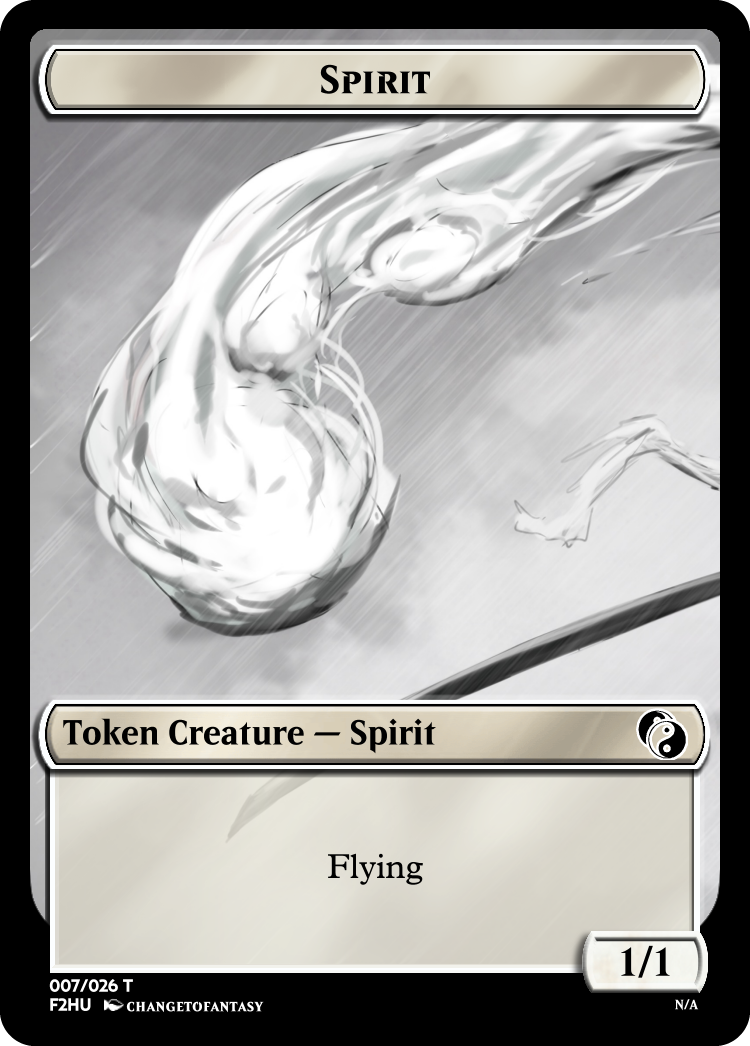 Spirit
Token Creature — Spirit
Flying
1/1
007/026 T
F2HU CHANGETOFANTASY
N/A